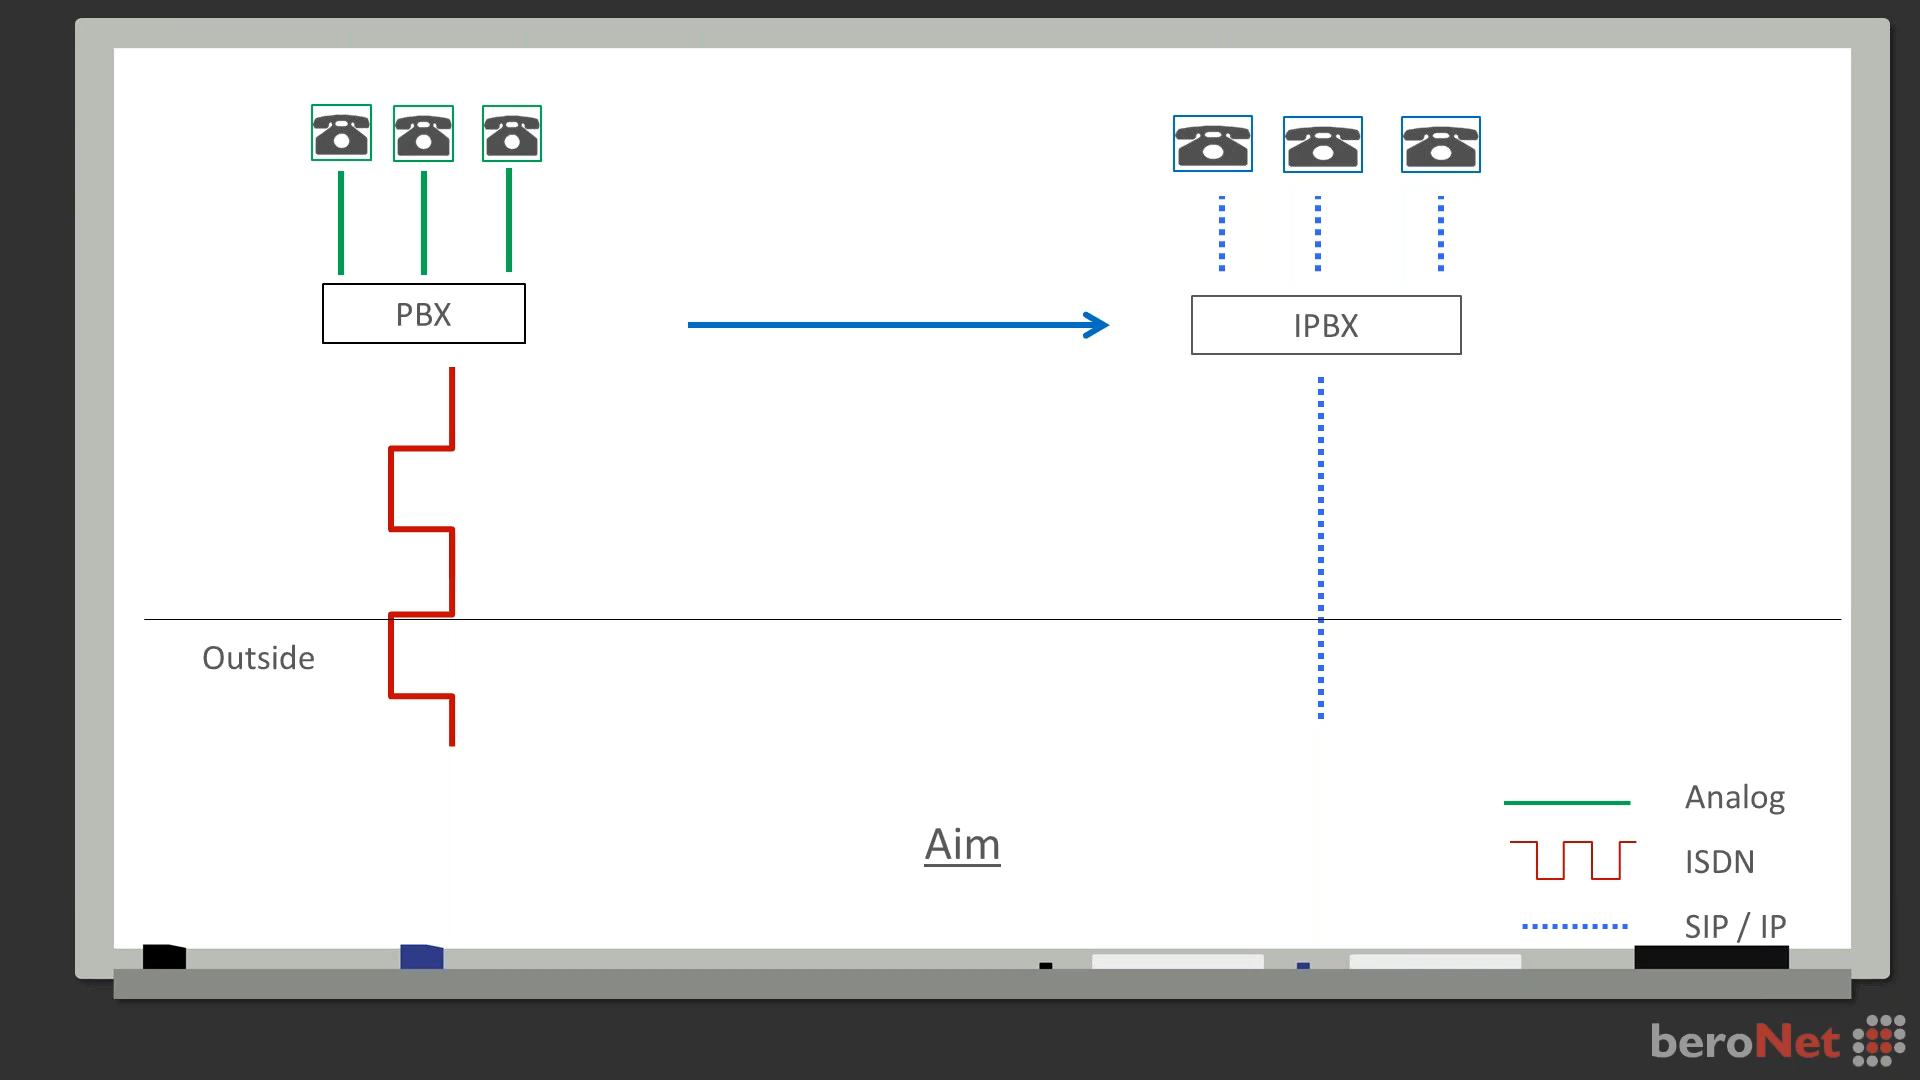 PBX
IPBX
Outside
Aim
Analog
ISDN
SIP / IP
beroNet